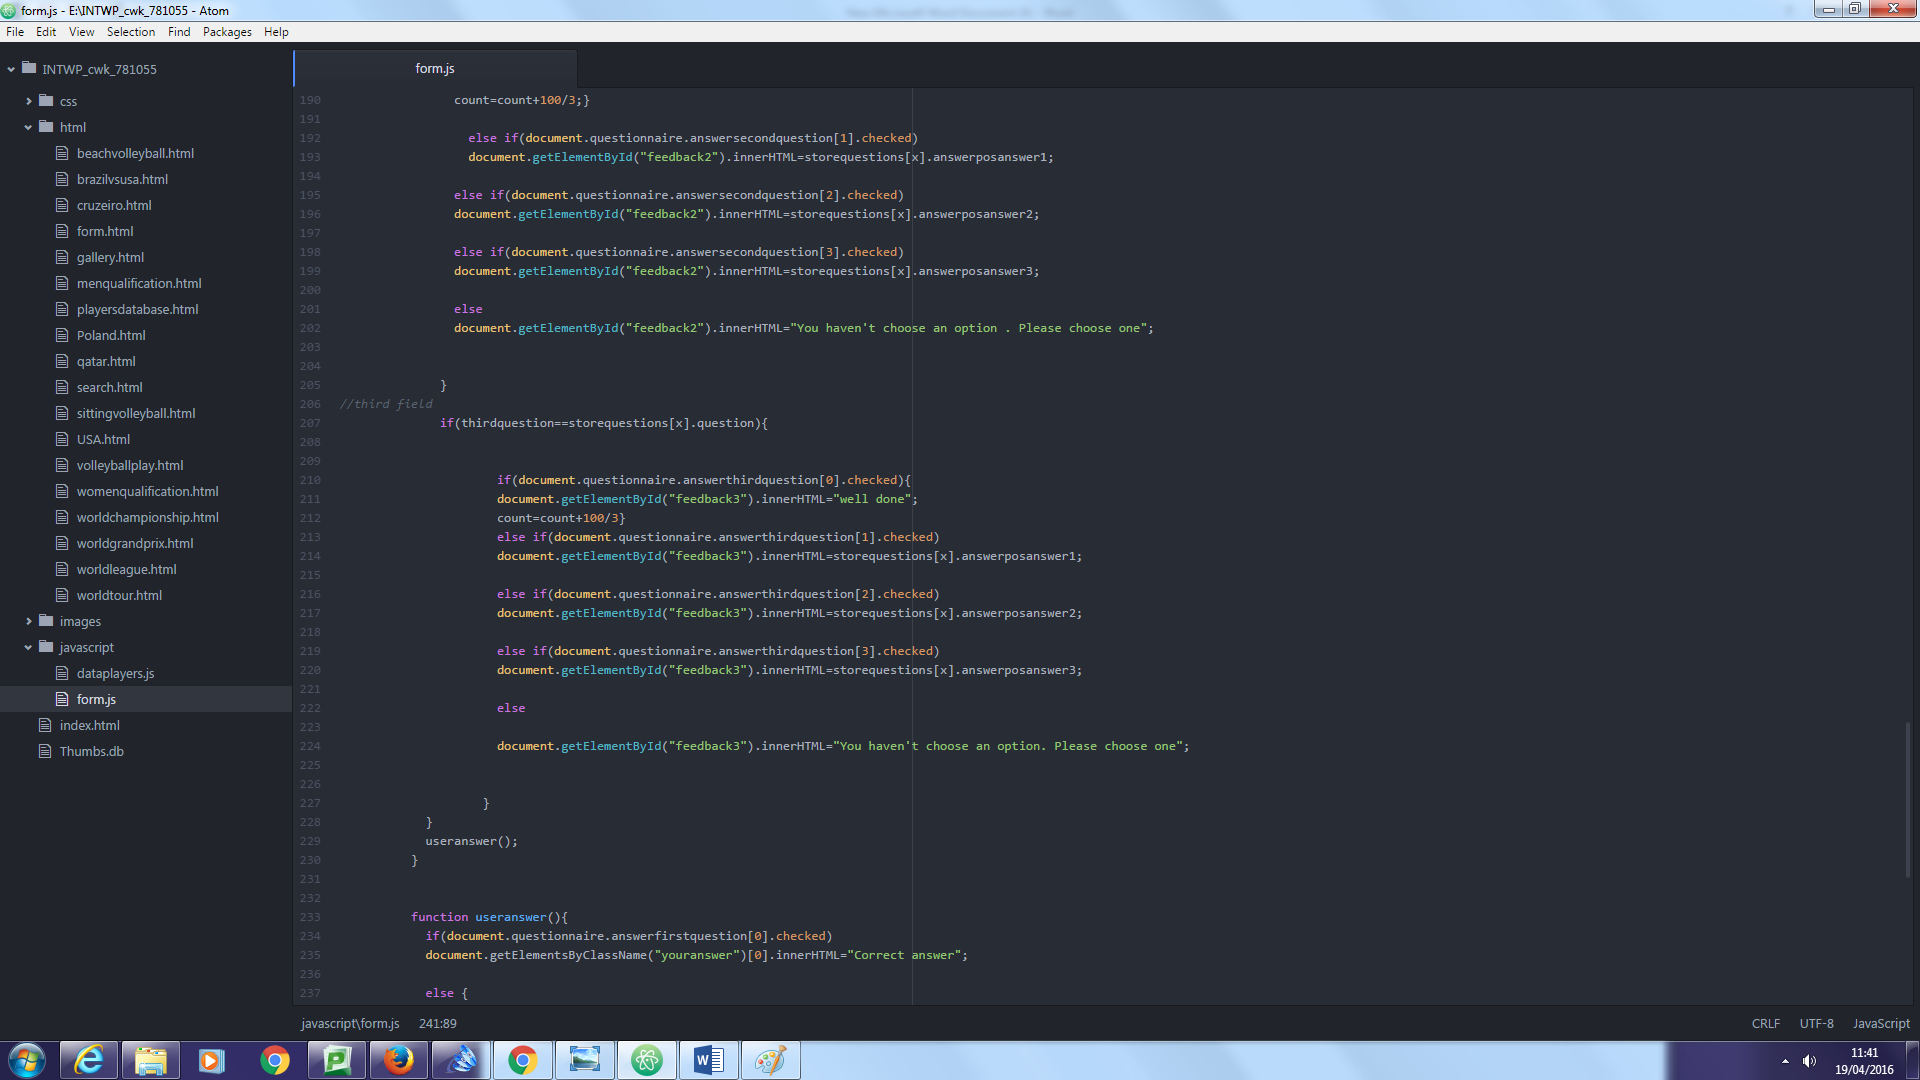 form.js - E:\INTWP_cwk_781055 - Atom
File Edit View Selection Find Packages Help
INTWP_cwk_781055
css
html
beachvolleyball.html
brazilvsusa.html
cruzeiro.html
form.html
gallery.html
menqualification.html
playersdatabase.html
Poland.html
qatar.html
search.html
sittingvolleyball.html
USA.html
volleyballplay.html
womenqualification.html
worldchampionship.html
worldgrandprix.html
worldleague.html
worldtour.html
images
javascript
dataplayers.js
form.js
index.html
Thumbs.db
form.js
190 count=count+100/3;}
191
192 else if(document.questionnaire.answersecondquestion[1].checked)
193 document.getElementById("feedback2").innerHTML=storequestions[x].answerposanswer1;
194
195 else if(document.questionnaire.answersecondquestion[2].checked)
196 document.getElementById("feedback2").innerHTML=storequestions[x].answerposanswer2;
197
198 else if(document.questionnaire.answersecondquestion[3].checked)
199 document.getElementById("feedback2").innerHTML=storequestions[x].answerposanswer3;
200
201 else
202 document.getElementById("feedback2").innerHTML="You haven't choose an option . Please choose one";
203
204
205 }
206 //third field
207 if(thirdquestion==storequestions[x].question){
208
209
210 if(document.questionnaire.answerthirdquestion[0].checked){
211 document.getElementById("feedback3").innerHTML="well done";
212 count=count+100/3}
213 else if(document.questionnaire.answerthirdquestion[1].checked)
214 document.getElementById("feedback3").innerHTML=storequestions[x].answerposanswer1;
215
216 else if(document.questionnaire.answerthirdquestion[2].checked)
217 document.getElementById("feedback3").innerHTML=storequestions[x].answerposanswer2;
218
219 else if(document.questionnaire.answerthirdquestion[3].checked)
220 document.getElementById("feedback3").innerHTML=storequestions[x].answerposanswer3;
221
222 else
223
224 document.getElementById("feedback3").innerHTML="You haven't choose an option. Please choose one";
225
226
227 }
228 }
229 useranswer();
230 }
231
232
233 function useranswer(){
234 if(document.questionnaire.answerfirstquestion[0].checked)
235 document.getElementsByClassName("youranswer")[0].innerHTML="Correct answer";
236
237 else {
javascript\form.js 241:89
CRLF UTF-8 JavaScript
11:41
19/04/2016